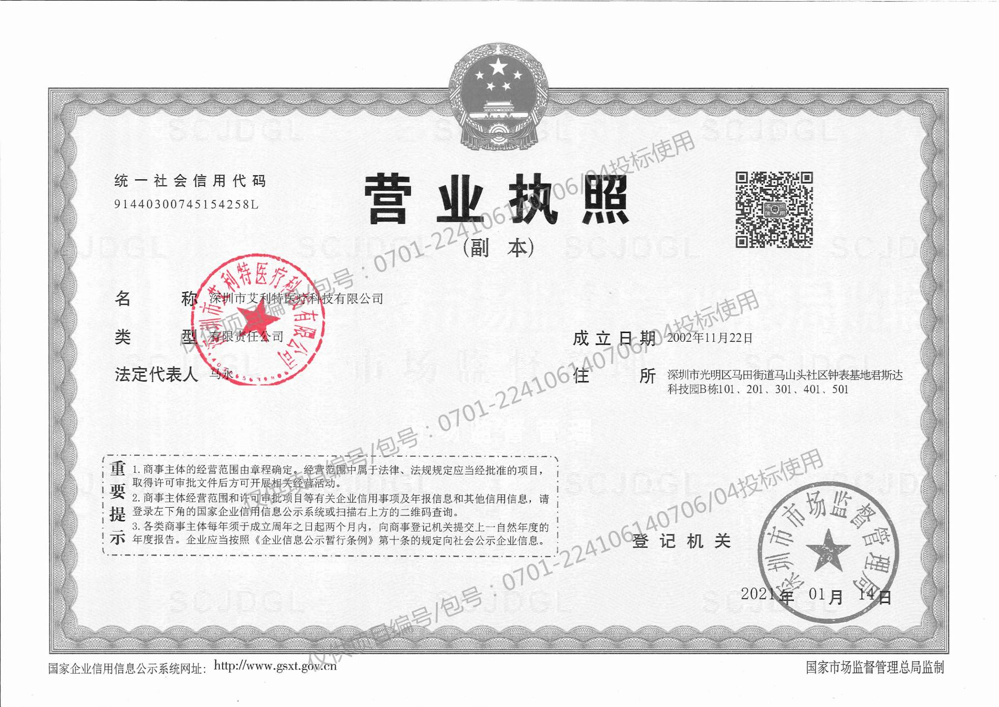 统一社会信用代码
91440300745154258L
营业执照
(副 本)
名 称 深圳市艾利特医疗科技有限公司
类 型 有限责任公司
法定代表人 马永
成立日期 2002年11月22日
住 所 深圳市光明区马田街道马山头社区钟表基地君斯达
科技园B栋101、201、301、401、501
重要提示
1. 商事主体的经营范围由章程确定。经营范围中属于法律、法规规定应当经批准的项目，
取得许可审批文件后方可开展相关经营活动。
2. 商事主体经营范围和许可审批项目等有关企业信用事项及年报信息和其他信用信息，请
登录左下角的国家企业信用信息公示系统或扫描右上方的二维码查询。
3. 各类商事主体每年须于成立周年之日起两个月内，向商事登记机关提交上一自然年度的
年度报告。企业应当按照《企业信息公示暂行条例》第十条的规定向社会公示企业信息。
登记机关
2021年 01月 14日
深圳市市场监督管理局
深圳市艾利特医疗科技有限公司
仅供项目编号/包号：0701-224106140706/04投标使用
仅供项目编号/包号：0701-224106140706/04投标使用
仅供项目编号/包号：0701-224106140706/04投标使用
国家企业信用信息公示系统网址： http://www.gsxt.gov.cn
国家市场监督管理总局监制